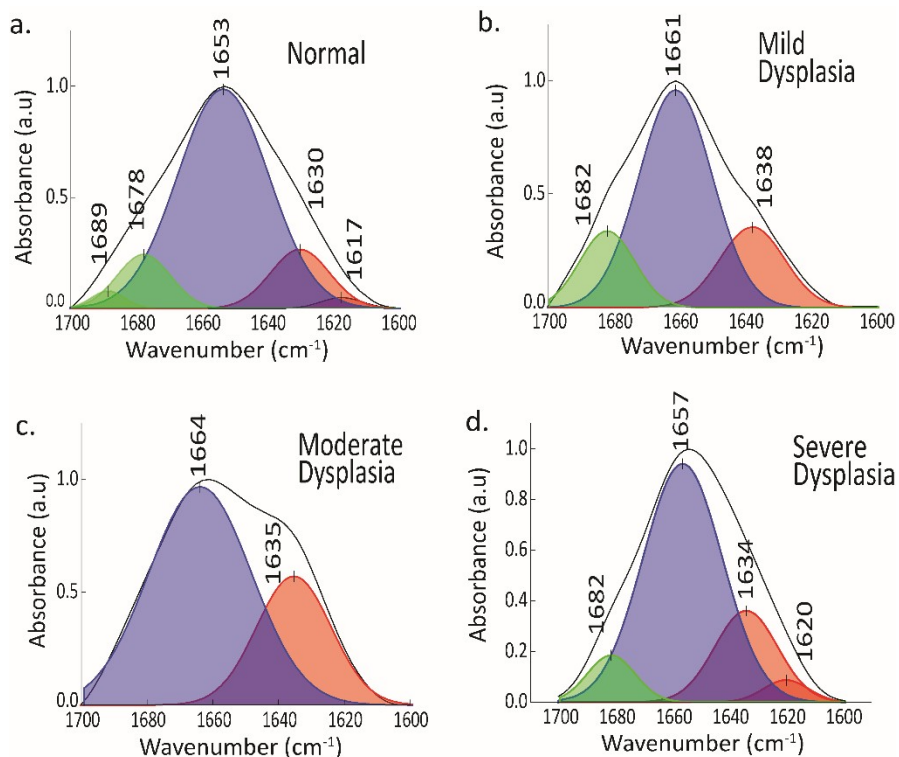 a.
Normal
1653
1630
1678
1689
1617
Absorbance (a.u)
1.0
0.5
0.0
1700 1680 1660 1640 1620 1600
Wavenumber (cm⁻¹)
b.
Mild
Dysplasia
1661
1682
1638
Absorbance (a.u)
1.0
0.5
0.0
1700 1680 1660 1640 1620 1600
Wavenumber (cm⁻¹)
c.
Moderate
Dysplasia
1664
1635
Absorbance (a.u)
1.0
0.5
0.0
1700 1680 1660 1640 1620 1600
Wavenumber (cm⁻¹)
d.
Severe
Dysplasia
1657
1634
1682
1620
Absorbance (a.u)
1.0
0.8
0.6
0.4
0.2
0.0
1700 1680 1660 1640 1620 1600
Wavenumber (cm⁻¹)